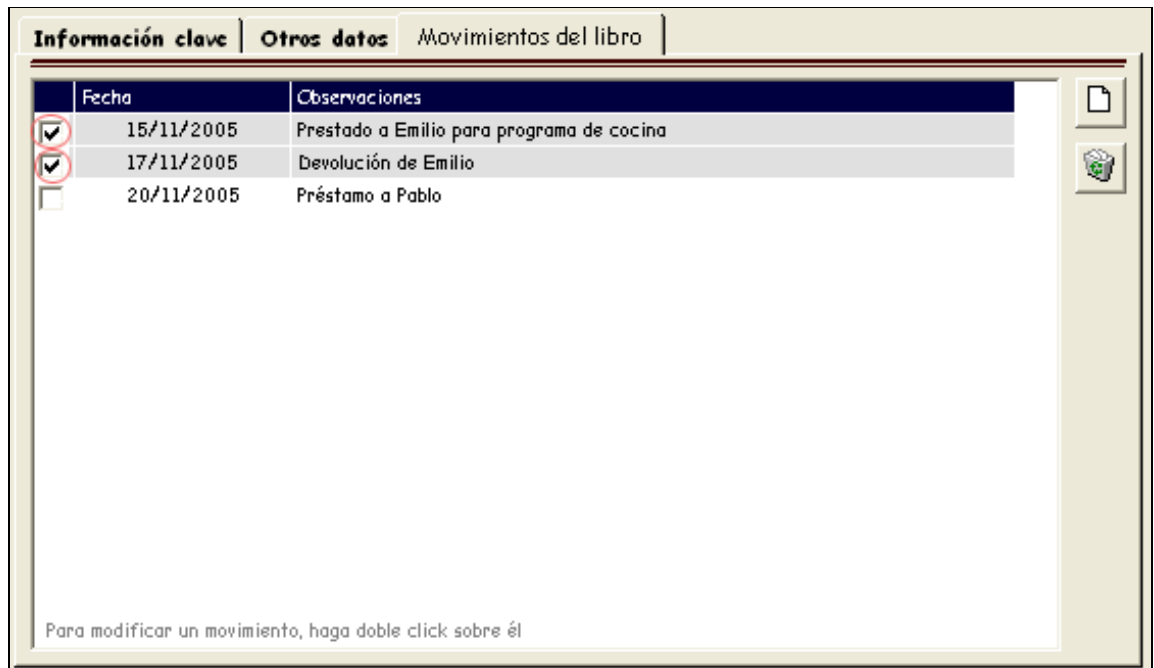 Información clave Otros datos Movimientos del libro
Fecha Observaciones
15/11/2005 Prestado a Emilio para programa de cocina
17/11/2005 Devolución de Emilio
20/11/2005 Préstamo a Pablo
Para modificar un movimiento, haga doble click sobre él